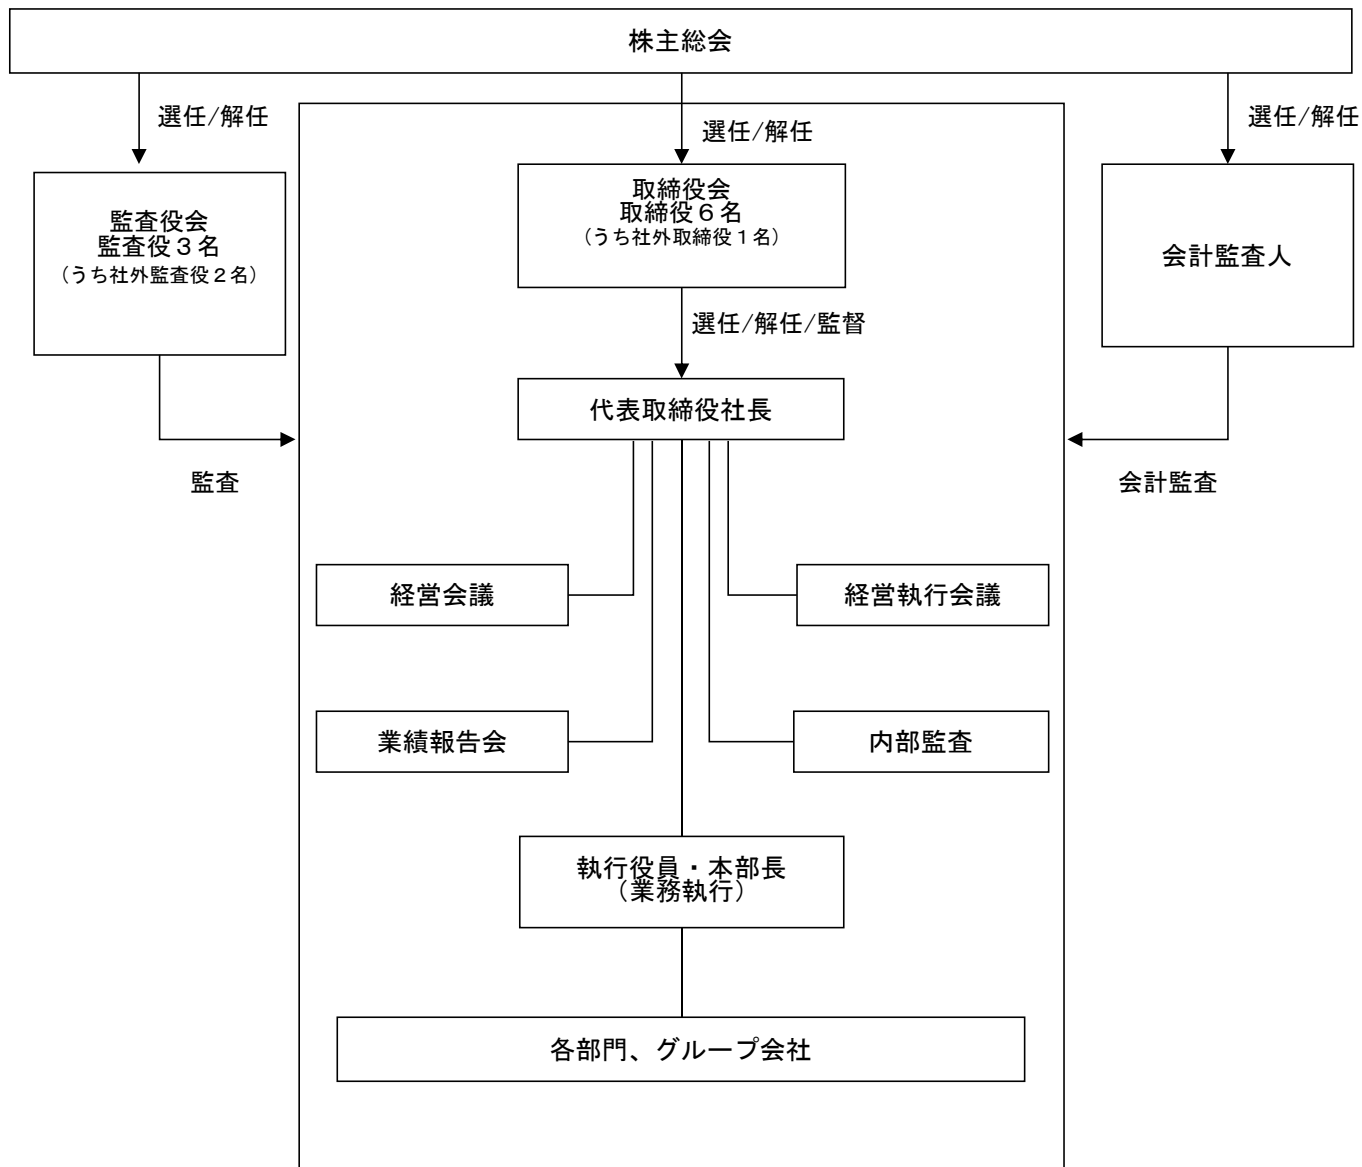 株主総会
選任/解任
選任/解任
選任/解任
監査役会
監査役３名
（うち社外監査役２名）
取締役会
取締役６名
（うち社外取締役１名）
会計監査人
選任/解任/監督
代表取締役社長
監査
会計監査
経営会議
経営執行会議
業績報告会
内部監査
執行役員・本部長
（業務執行）
各部門、グループ会社